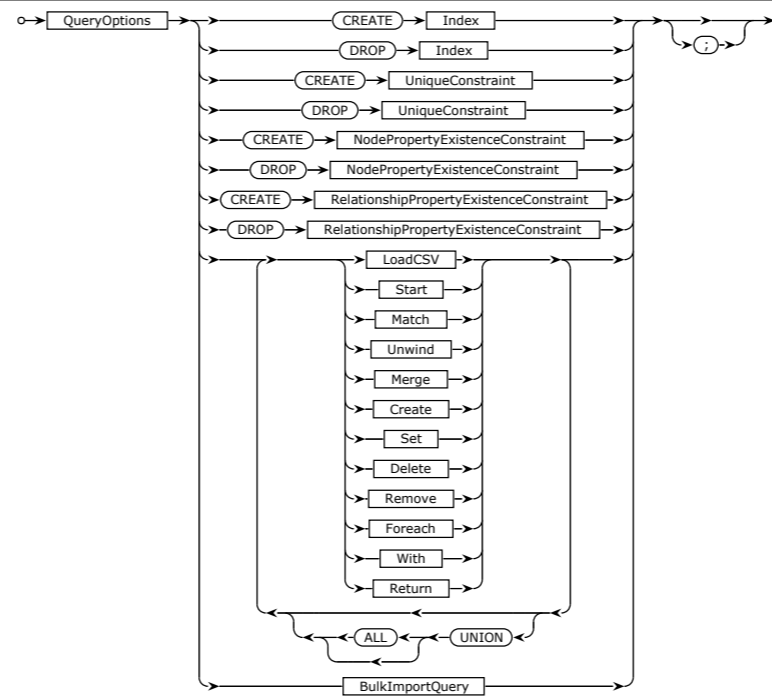 QueryOptions CREATE Index
DROP Index ;
CREATE UniqueConstraint
DROP UniqueConstraint
CREATE NodePropertyExistenceConstraint
DROP NodePropertyExistenceConstraint
CREATE RelationshipPropertyExistenceConstraint
DROP RelationshipPropertyExistenceConstraint
LoadCSV
Start
Match
Unwind
Merge
Create
Set
Delete
Remove
Foreach
With
Return
ALL UNION
BulkImportQuery